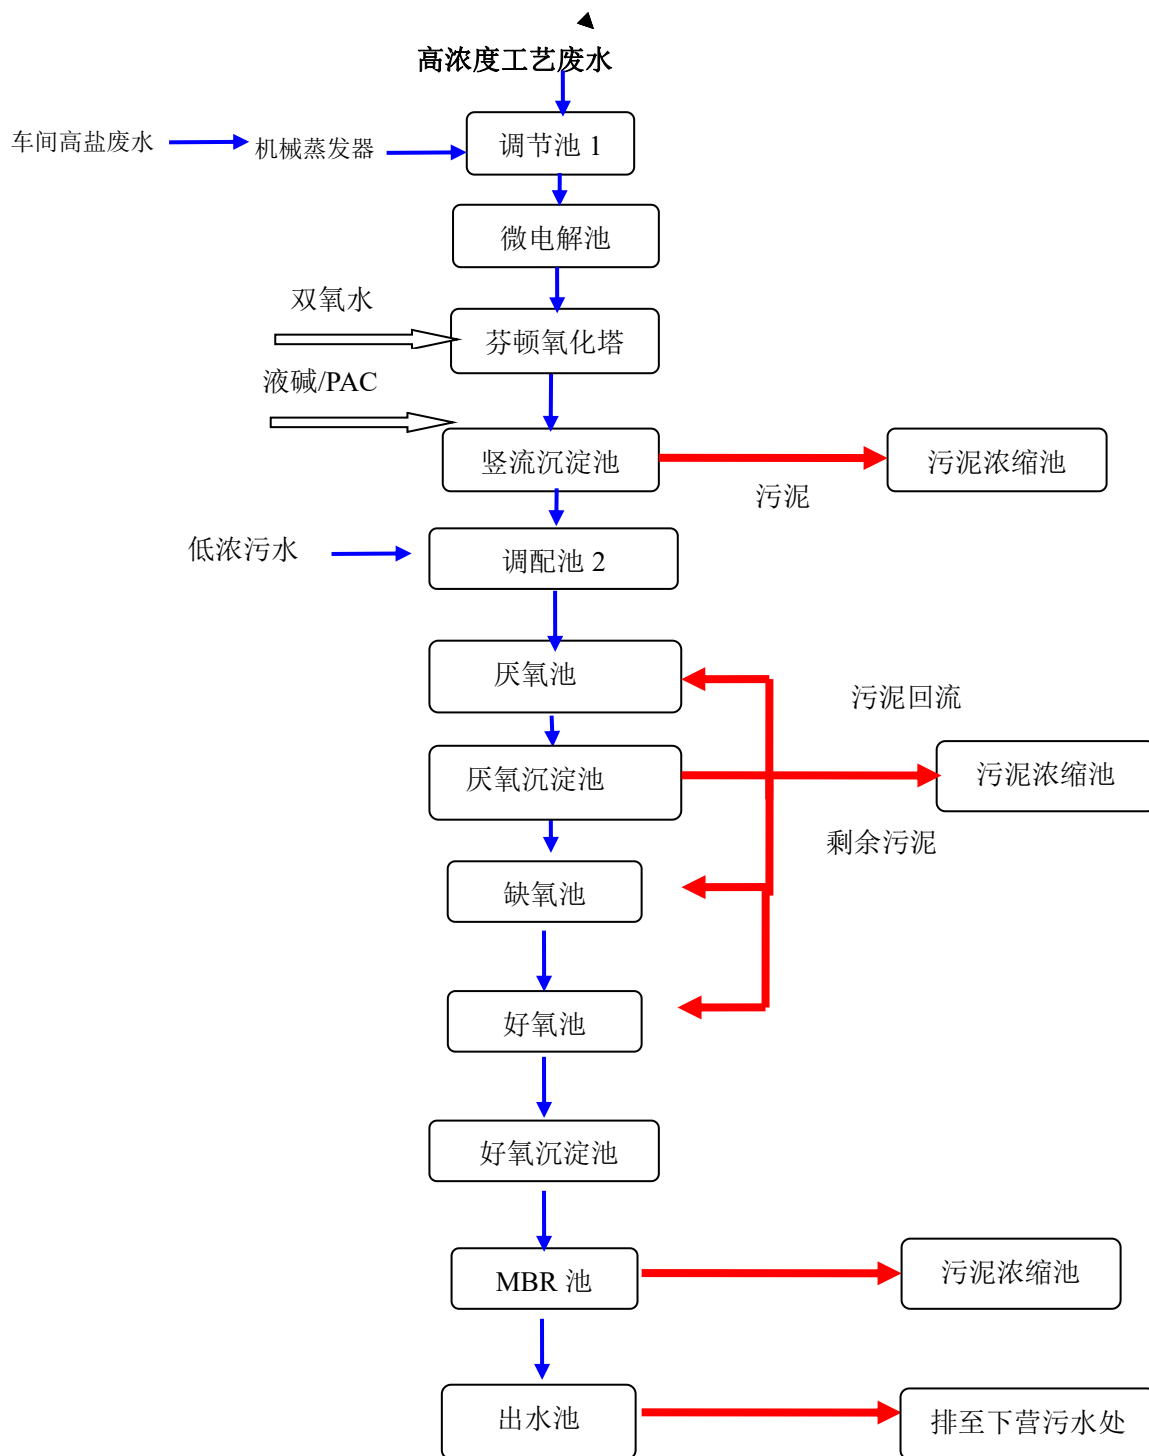 高浓度工艺废水
车间高盐废水
机械蒸发器
调节池 1
微电解池
双氧水
芬顿氧化塔
液碱/PAC
竖流沉淀池
污泥浓缩池
污泥
低浓污水
调配池 2
厌氧池
污泥回流
厌氧沉淀池
污泥浓缩池
剩余污泥
缺氧池
好氧池
好氧沉淀池
MBR 池
污泥浓缩池
出水池
排至下营污水处